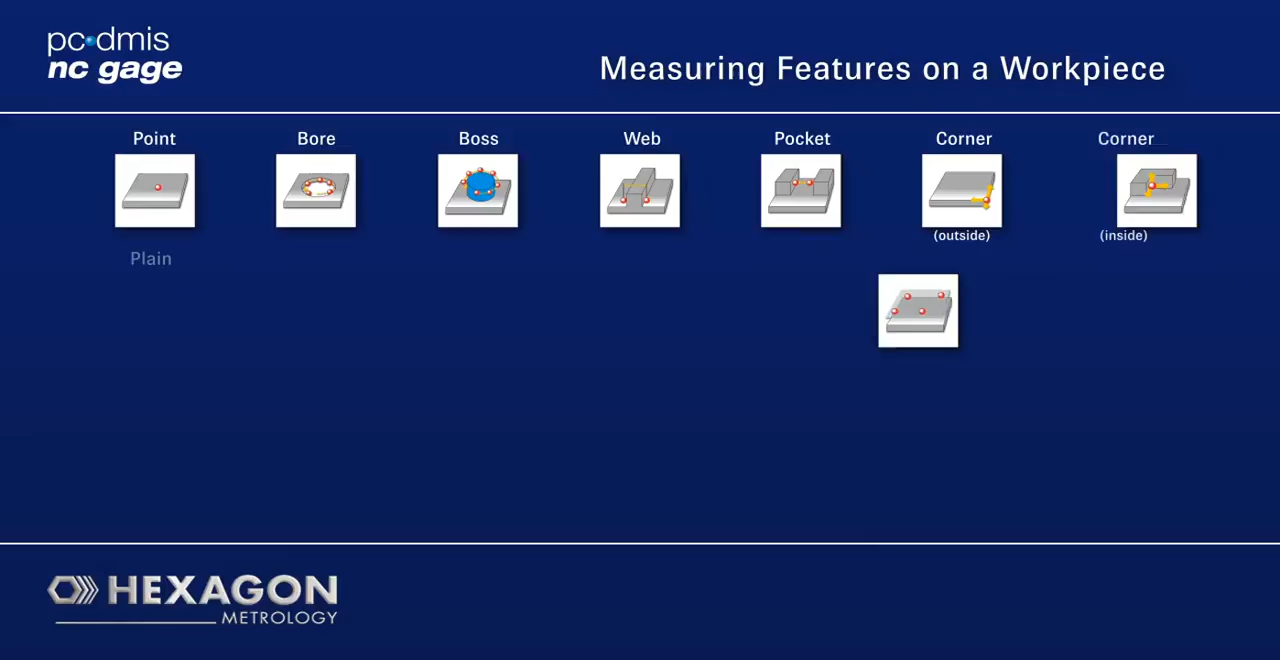 pc dmis
nc gage
Measuring Features on a Workpiece
Point
Bore
Boss
Web
Pocket
Corner
Corner
(outside)
(inside)
Plain
HEXAGON
METROLOGY